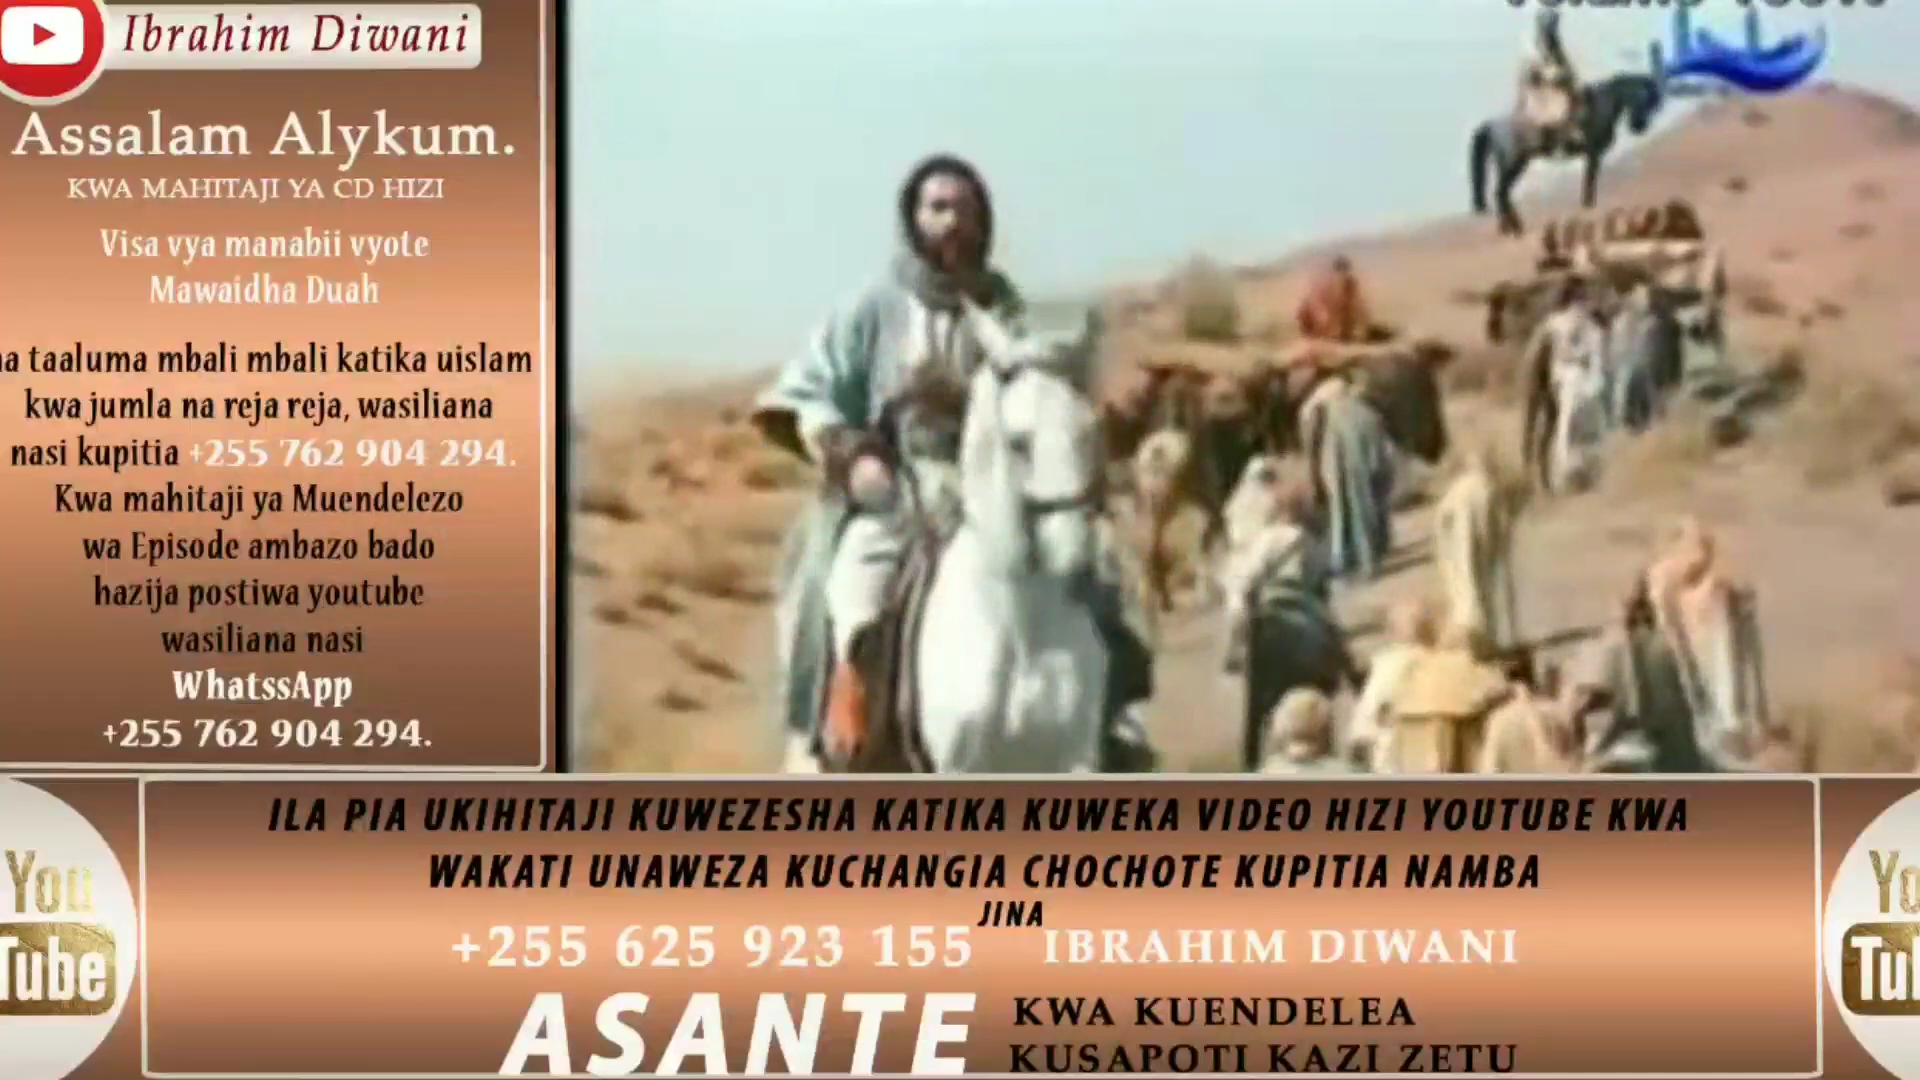 Ibrahim Diwani
Assalam Alykum.
KWA MAHITAJI YA CD HIZI
Visa vya manabii vyote
Mawaidha Duah
taaluma mbali mbali katika uislam
kwa jumla na reja reja, wasiliana
nasi kupitia +255 762 904 294.
Kwa mahitaji ya Muendelezo
wa Episode ambazo bado
hazija postiwa youtube
wasiliana nasi
WhatssApp
+255 762 904 294.
ILA PIA UKIHITAJI KUWEZESHA KATIKA KUWEKA VIDEO HIZI YOUTUBE KWA
WAKATI UNAWEZA KUCHANGIA CHOCHOTE KUPITIA NAMBA
JINA
+255 625 923 155 IBRAHIM DIWANI
ASANTE KWA KUENDELEA
KUSAPOTI KAZI ZETU
You
Tube